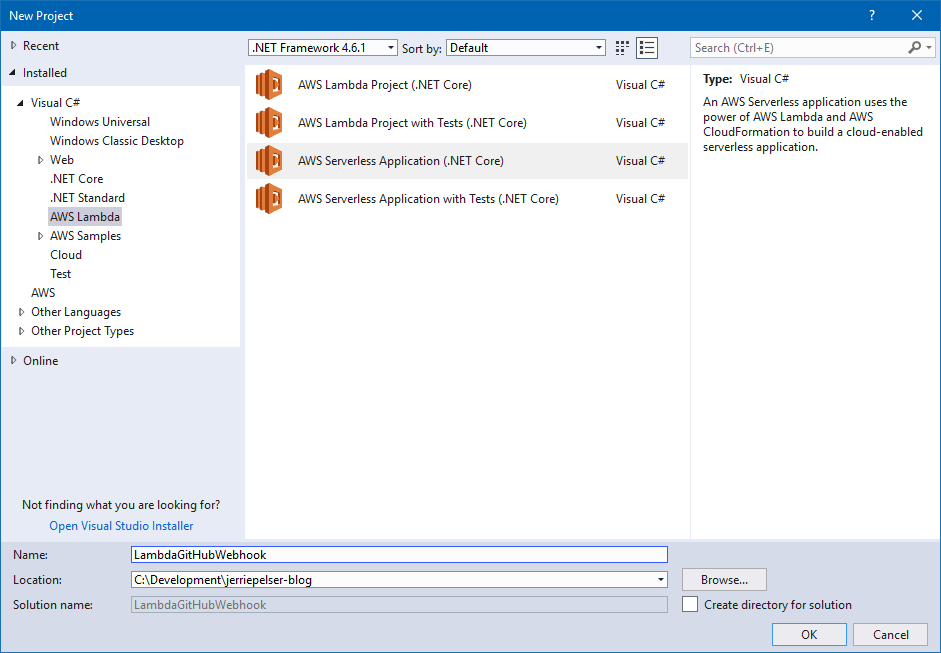 New Project
?
Recent
Installed
Visual C#
Windows Universal
Windows Classic Desktop
Web
.NET Core
.NET Standard
AWS Lambda
AWS Samples
Cloud
Test
AWS
Other Languages
Other Project Types
Online
Not finding what you are looking for?
Open Visual Studio Installer
.NET Framework 4.6.1 Sort by: Default
AWS Lambda Project (.NET Core) Visual C#
AWS Lambda Project with Tests (.NET Core) Visual C#
AWS Serverless Application (.NET Core) Visual C#
AWS Serverless Application with Tests (.NET Core) Visual C#
Search (Ctrl+E)
Type: Visual C#
An AWS Serverless application uses the
power of AWS Lambda and AWS
CloudFormation to build a cloud-enabled
serverless application.
Name: LambdaGitHubWebhook
Location: C:\Development\jerriepelser-blog Browse...
Solution name: LambdaGitHubWebhook Create directory for solution
OK Cancel